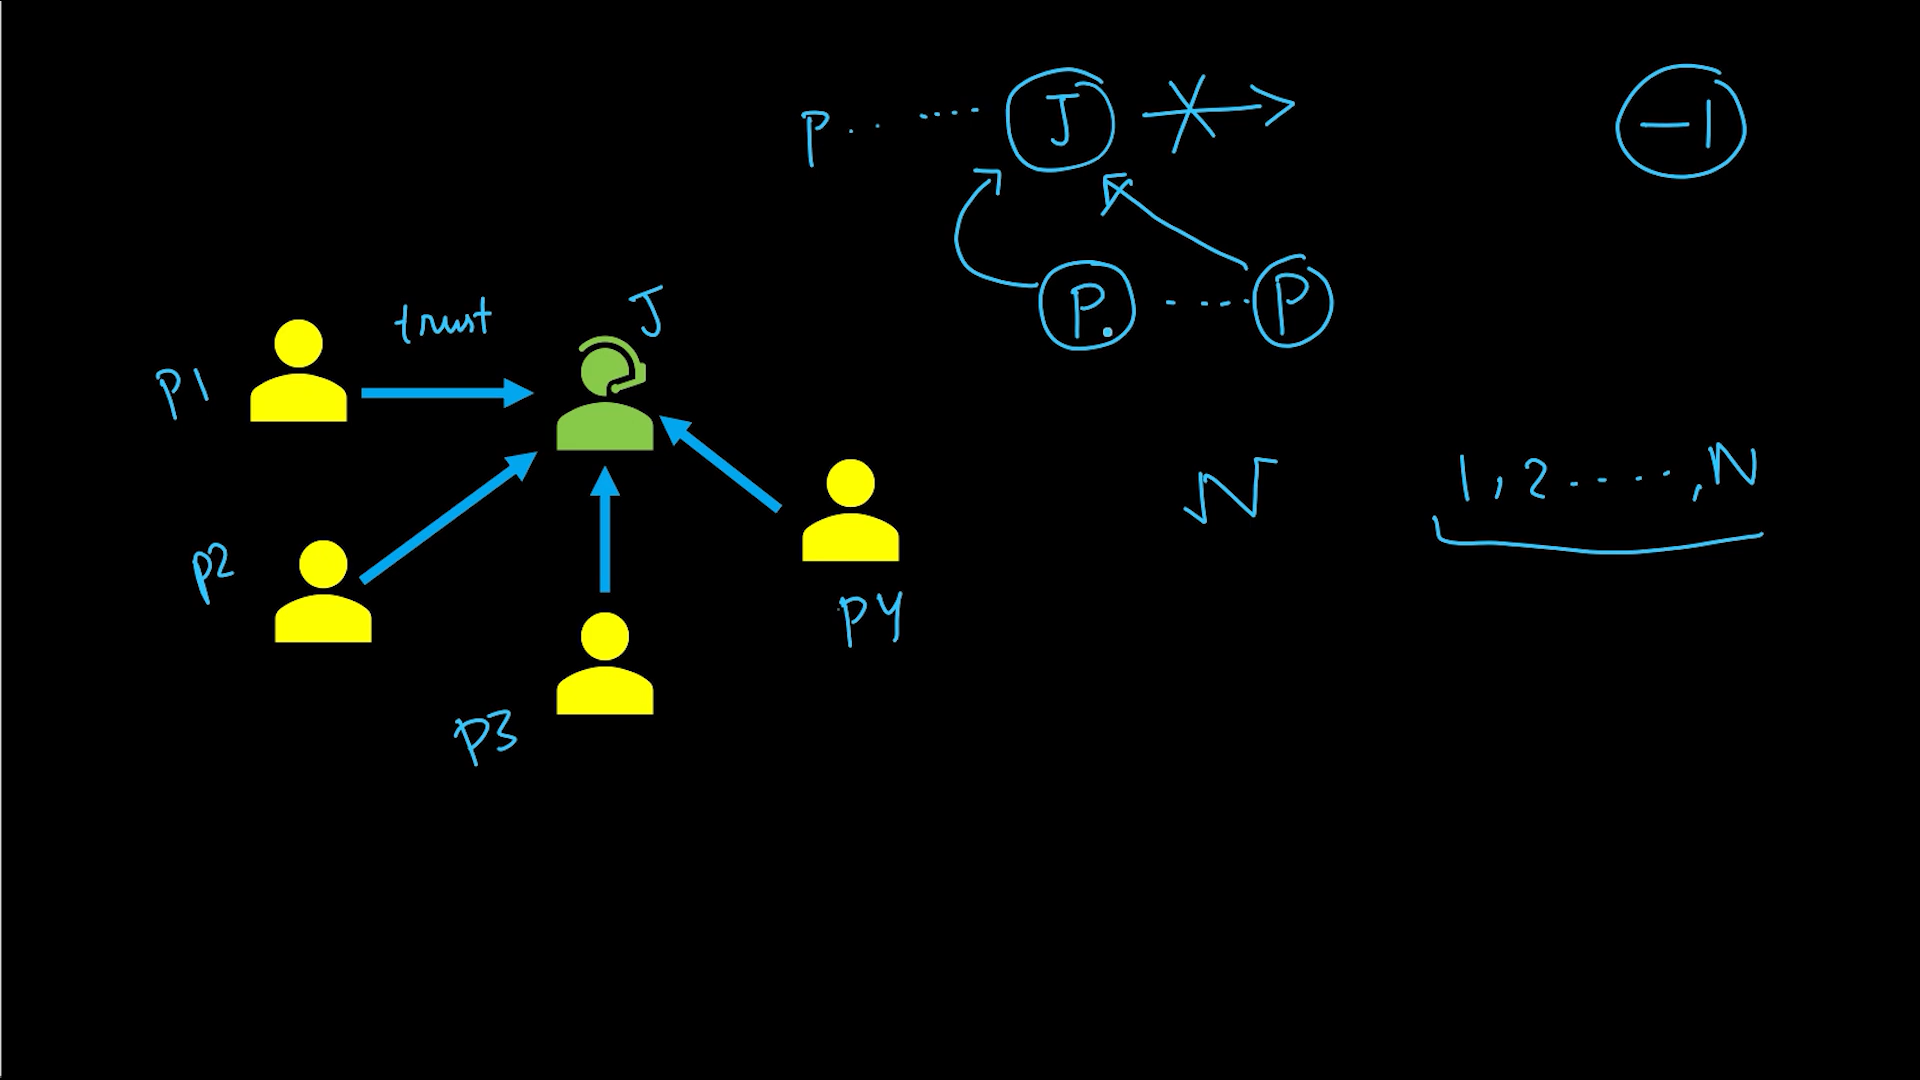 P ... .... J -1
P. .... P
trust J
P1
N 1, 2 ....., N
P2
P4
P3